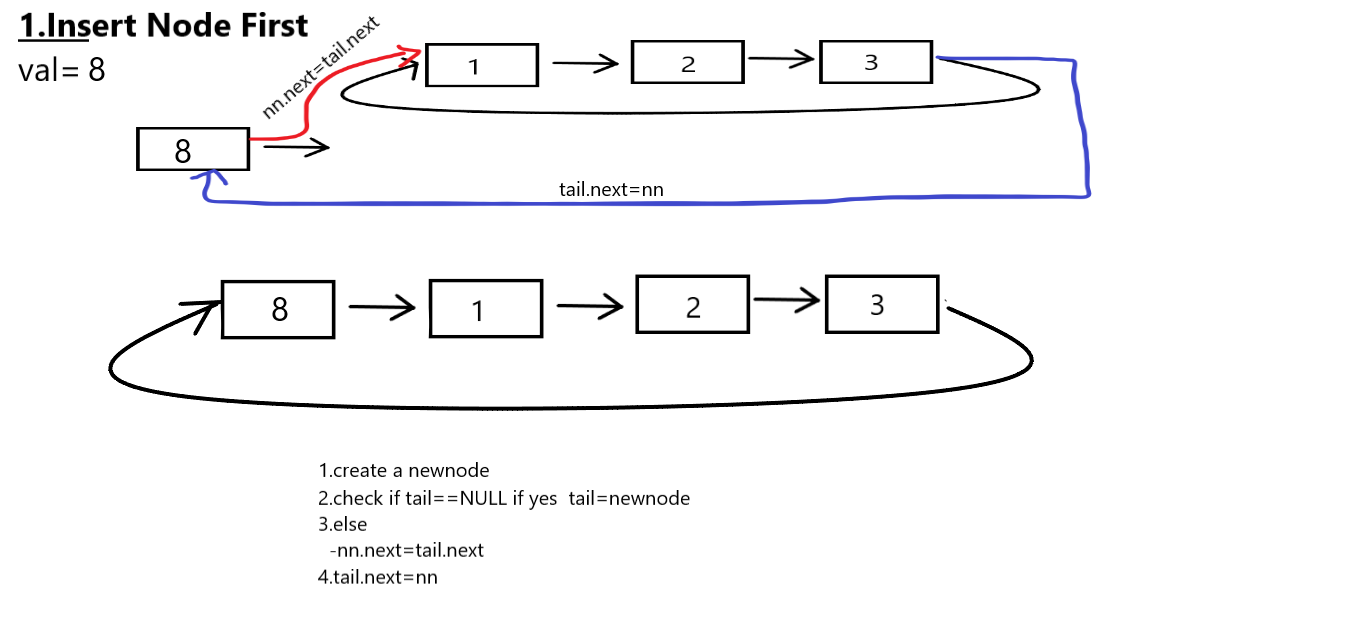 1.Insert Node First
val= 8
nn.next=tail.next
1
2
3
8
tail.next=nn
8
1
2
3
1.create a newnode
2.check if tail==NULL if yes  tail=newnode
3.else
-nn.next=tail.next
4.tail.next=nn